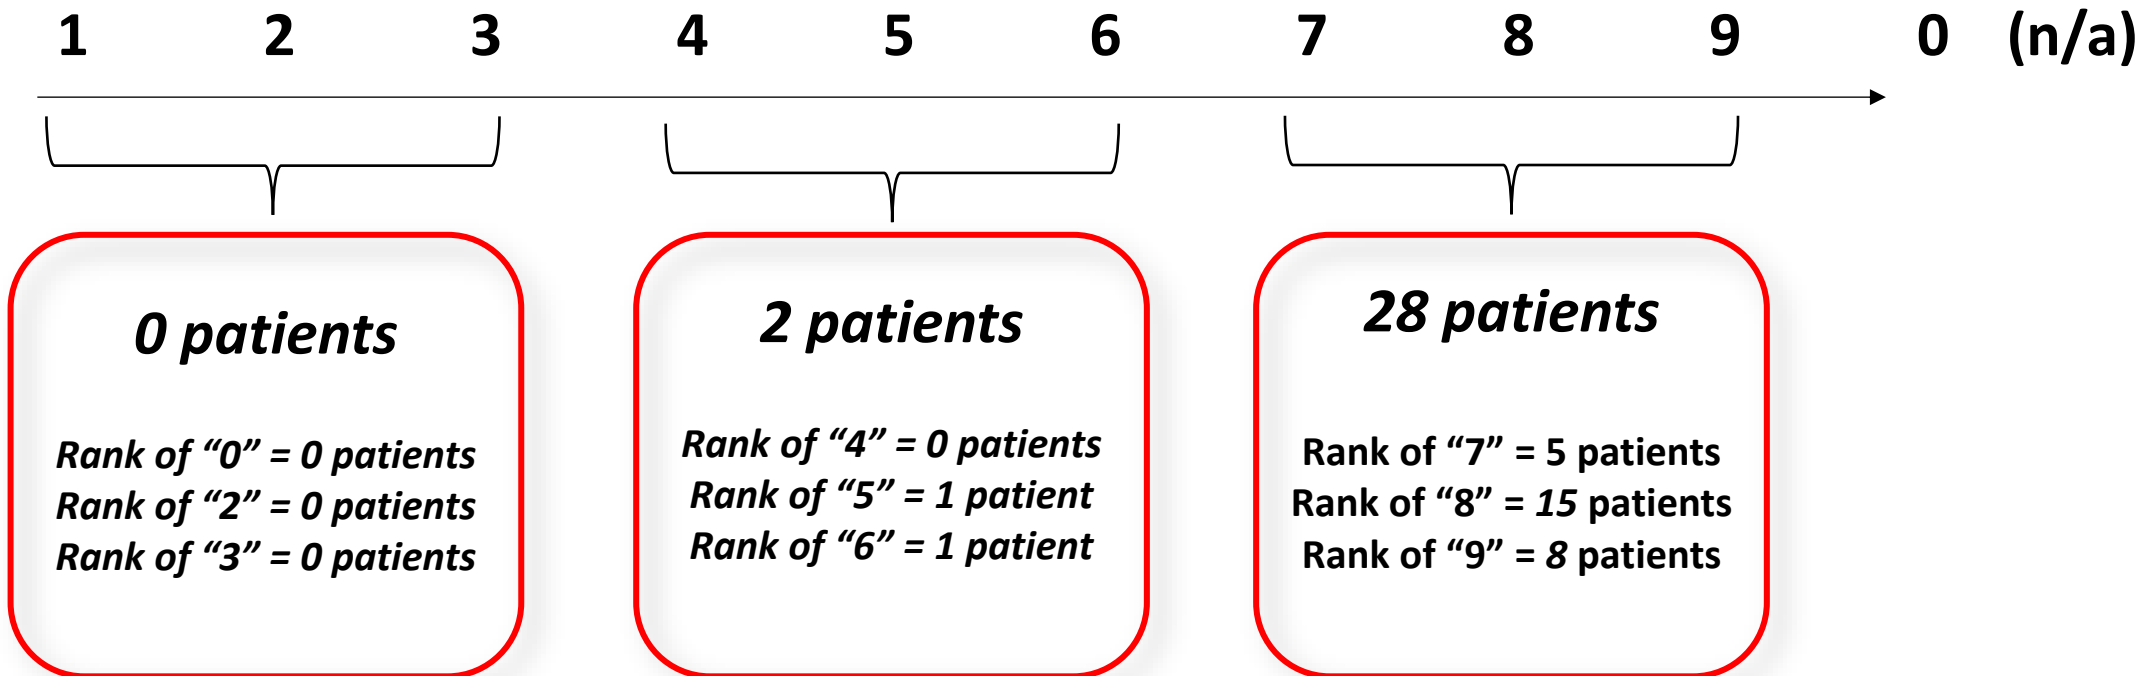 1 2 3 4 5 6 7 8 9 0 (n/a)
0 patients
Rank of “0” = 0 patients
Rank of “2” = 0 patients
Rank of “3” = 0 patients
2 patients
Rank of “4” = 0 patients
Rank of “5” = 1 patient
Rank of “6” = 1 patient
28 patients
Rank of “7” = 5 patients
Rank of “8” = 15 patients
Rank of “9” = 8 patients